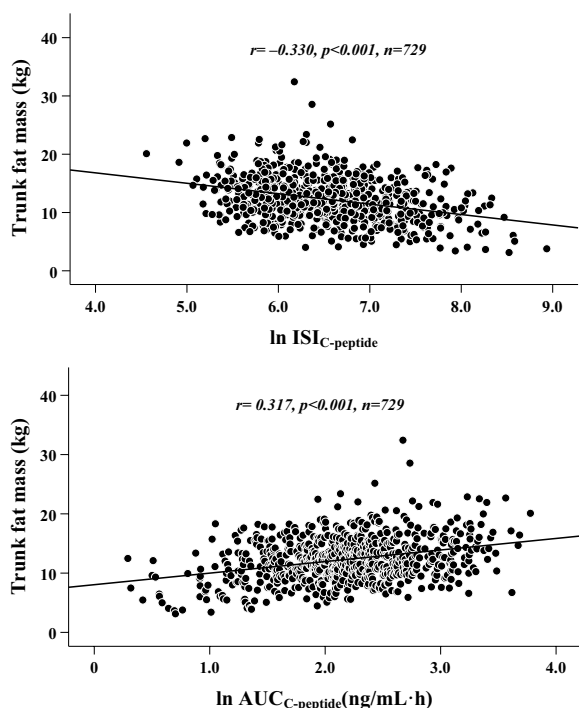 r= –0.330, p<0.001, n=729
Trunk fat mass (kg)
40
30
20
10
0
4.0 5.0 6.0 7.0 8.0 9.0
ln ISIC-peptide
r= 0.317, p<0.001, n=729
Trunk fat mass (kg)
40
30
20
10
0
0 1.0 2.0 3.0 4.0
ln AUCC-peptide(ng/mL·h)